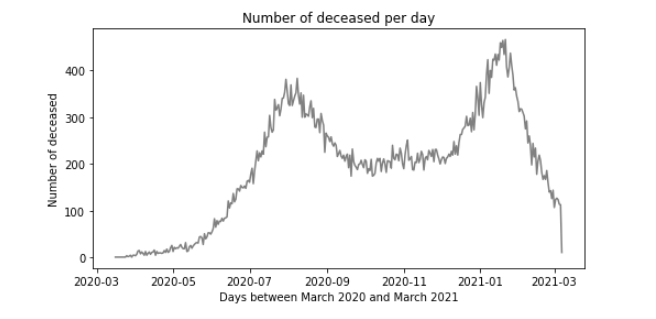 Number of deceased per day
Number of deceased
400
300
200
100
0
2020-03 2020-05 2020-07 2020-09 2020-11 2021-01 2021-03
Days between March 2020 and March 2021